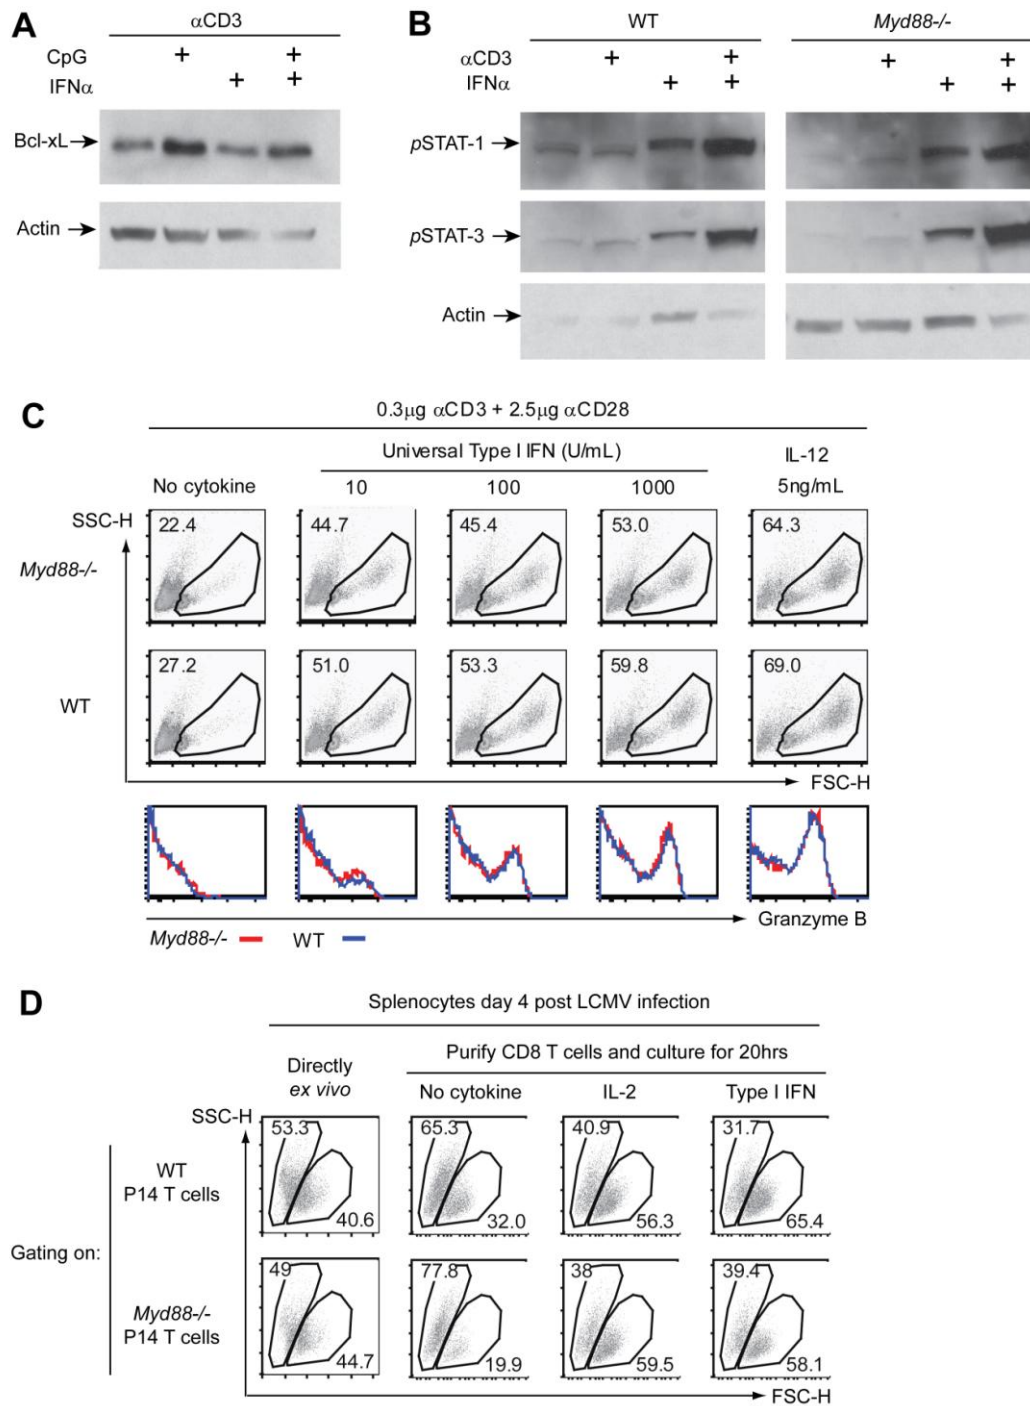 A
αCD3
CpG + +
IFNα + +
Bcl-xL
Actin
B
WT Myd88-/-
αCD3 + + + +
IFNα + + + +
pSTAT-1
pSTAT-3
Actin
C
0.3μg αCD3 + 2.5μg αCD28
Universal Type I IFN (U/mL) IL-12
No cytokine 10 100 1000 5ng/mL
SSC-H
Myd88-/- 22.4 44.7 45.4 53.0 64.3
WT 27.2 51.0 53.3 59.8 69.0
FSC-H
Granzyme B
Myd88-/- WT
D
Splenocytes day 4 post LCMV infection
Directly ex vivo
Purify CD8 T cells and culture for 20hrs
No cytokine IL-2 Type I IFN
SSC-H
Gating on:
WT
P14 T cells
53.3 65.3 40.9 31.7
40.6 32.0 56.3 65.4
Myd88-/-
P14 T cells
49 77.8 38 39.4
44.7 19.9 59.5 58.1
FSC-H